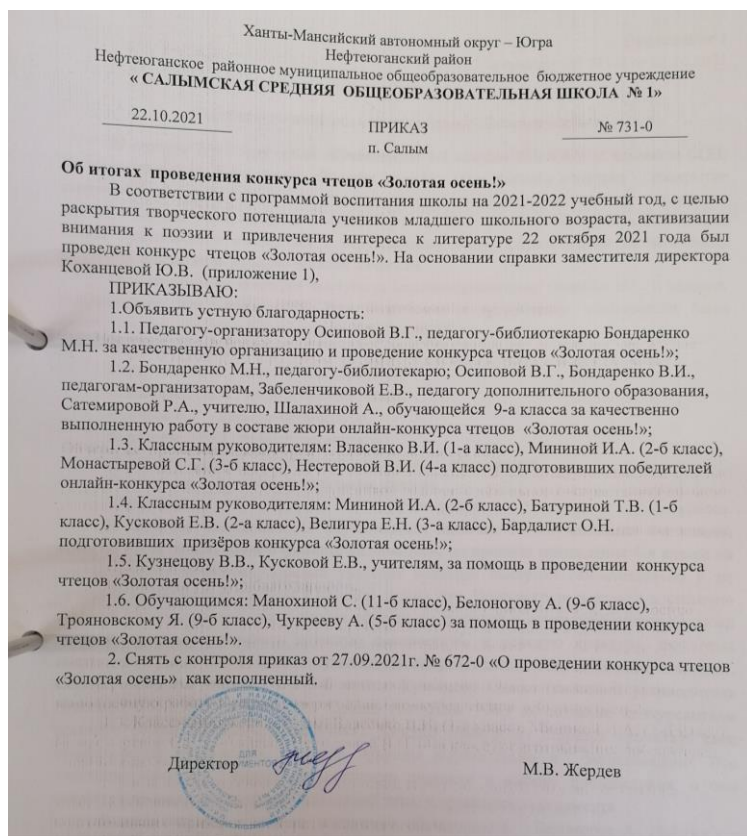 Ханты-Мансийский автономный округ – Югра
Нефтеюганский район
Нефтеюганское районное муниципальное общеобразовательное бюджетное учреждение
« САЛЫМСКАЯ СРЕДНЯЯ ОБЩЕОБРАЗОВАТЕЛЬНАЯ ШКОЛА № 1»
22.10.2021 ПРИКАЗ № 731-0
п. Салым
Об итогах проведения конкурса чтецов «Золотая осень!»
В соответствии с программой воспитания школы на 2021-2022 учебный год, с целью
раскрытия творческого потенциала учеников младшего школьного возраста, активизации
внимания к поэзии и привлечения интереса к литературе 22 октября 2021 года был
проведен конкурс чтецов «Золотая осень!». На основании справки заместителя директора
Коханцевой Ю.В. (приложение 1),
ПРИКАЗЫВАЮ:
1.Объявить устную благодарность:
1.1. Педагогу-организатору Осиповой В.Г., педагогу-библиотекарю Бондаренко
М.Н. за качественную организацию и проведение конкурса чтецов «Золотая осень!»;
1.2. Бондаренко М.Н., педагогу-библиотекарю; Осиповой В.Г., Бондаренко В.И.,
педагогам-организаторам, Забеленчиковой Е.В., педагогу дополнительного образования,
Сатемировой Р.А., учителю, Шалахиной А., обучающейся 9-а класса за качественно
выполненную работу в составе жюри онлайн-конкурса чтецов «Золотая осень!»;
1.3. Классным руководителям: Власенко В.И. (1-а класс), Мининой И.А. (2-б класс),
Монастыревой С.Г. (3-б класс), Нестеровой В.И. (4-а класс) подготовивших победителей
онлайн-конкурса «Золотая осень!»;
1.4. Классным руководителям: Мининой И.А. (2-б класс), Батуриной Т.В. (1-б
класс), Кусковой Е.В. (2-а класс), Велигура Е.Н. (3-а класс), Бардалист О.Н.
подготовивших призёров конкурса «Золотая осень!»;
1.5. Кузнецову В.В., Кусковой Е.В., учителям, за помощь в проведении конкурса
чтецов «Золотая осень!»;
1.6. Обучающимся: Манохиной С. (11-б класс), Белоногову А. (9-б класс),
Трояновскому Я. (9-б класс), Чукрееву А. (5-б класс) за помощь в проведении конкурса
чтецов «Золотая осень!».
2. Снять с контроля приказ от 27.09.2021г. № 672-0 «О проведении конкурса чтецов
«Золотая осень» как исполненный.
ДЛЯ
Директор М.В. Жердев